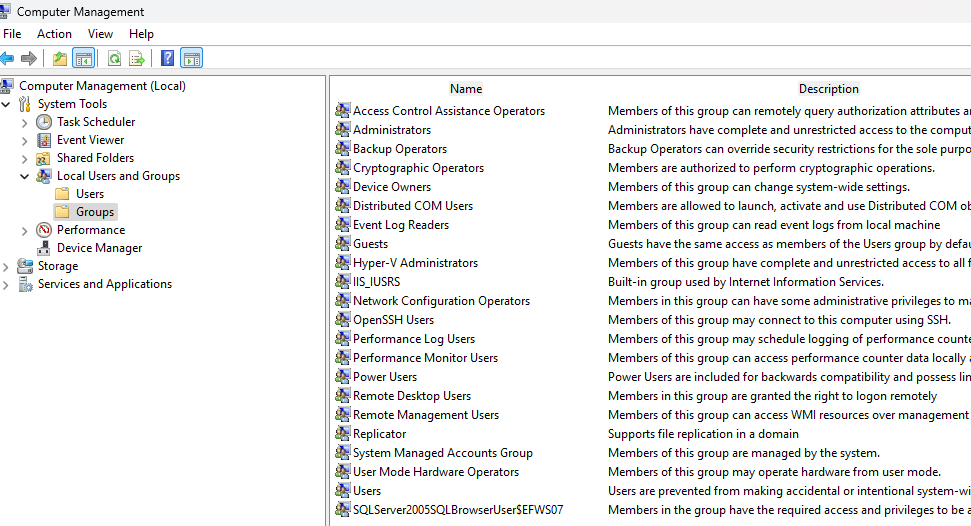 Computer Management
File Action View Help
Computer Management (Local)
System Tools
Task Scheduler
Event Viewer
Shared Folders
Local Users and Groups
Users
Groups
Performance
Device Manager
Storage
Services and Applications
Name Description
Access Control Assistance Operators Members of this group can remotely query authorization attributes
Administrators Administrators have complete and unrestricted access to the
Backup Operators Backup Operators can override security restrictions for the sole
Cryptographic Operators Members are authorized to perform cryptographic operations.
Device Owners Members of this group can change system-wide settings.
Distributed COM Users Members are allowed to launch, activate and use Distributed COM
Event Log Readers Members of this group can read event logs from local machine
Guests Guests have the same access as members of the Users group by
Hyper-V Administrators Members of this group have complete and unrestricted access to all
IIS_IUSRS Built-in group used by Internet Information Services.
Network Configuration Operators Members in this group can have some administrative privileges to
OpenSSH Users Members of this group may connect to this computer using SSH.
Performance Log Users Members of this group may schedule logging of performance
Performance Monitor Users Members of this group can access performance counter data locally
Power Users Power Users are included for backwards compatibility and possess
Remote Desktop Users Members in this group are granted the right to logon remotely
Remote Management Users Members of this group can access WMI resources over management
Replicator Supports file replication in a domain
System Managed Accounts Group Members of this group are managed by the system.
User Mode Hardware Operators Members of this group may operate hardware from user mode.
Users Users are prevented from making accidental or intentional
SQLServer2005SQLBrowserUser$EFWS07 Members in the group have the required access and privileges to be